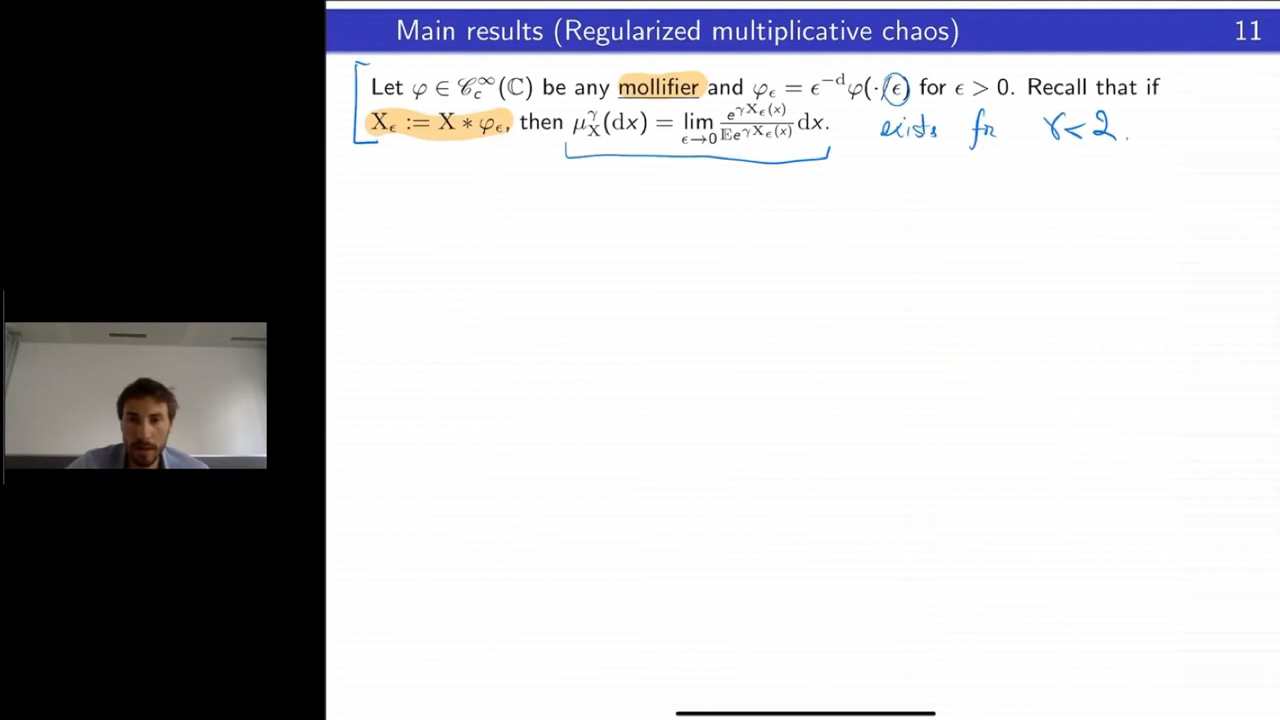 Main results (Regularized multiplicative chaos) 11
Let φ ∈ 𝒞_c^∞(ℂ) be any mollifier and φ_ϵ = ϵ^{-d}φ(·/ϵ) for ϵ > 0. Recall that if
X_ϵ := X ∗ φ_ϵ, then μ_X^γ(dx) = lim_{ϵ→0} e^{γX_ϵ(x)}/𝔼e^{γX_ϵ(x)} dx. exists for γ<2.